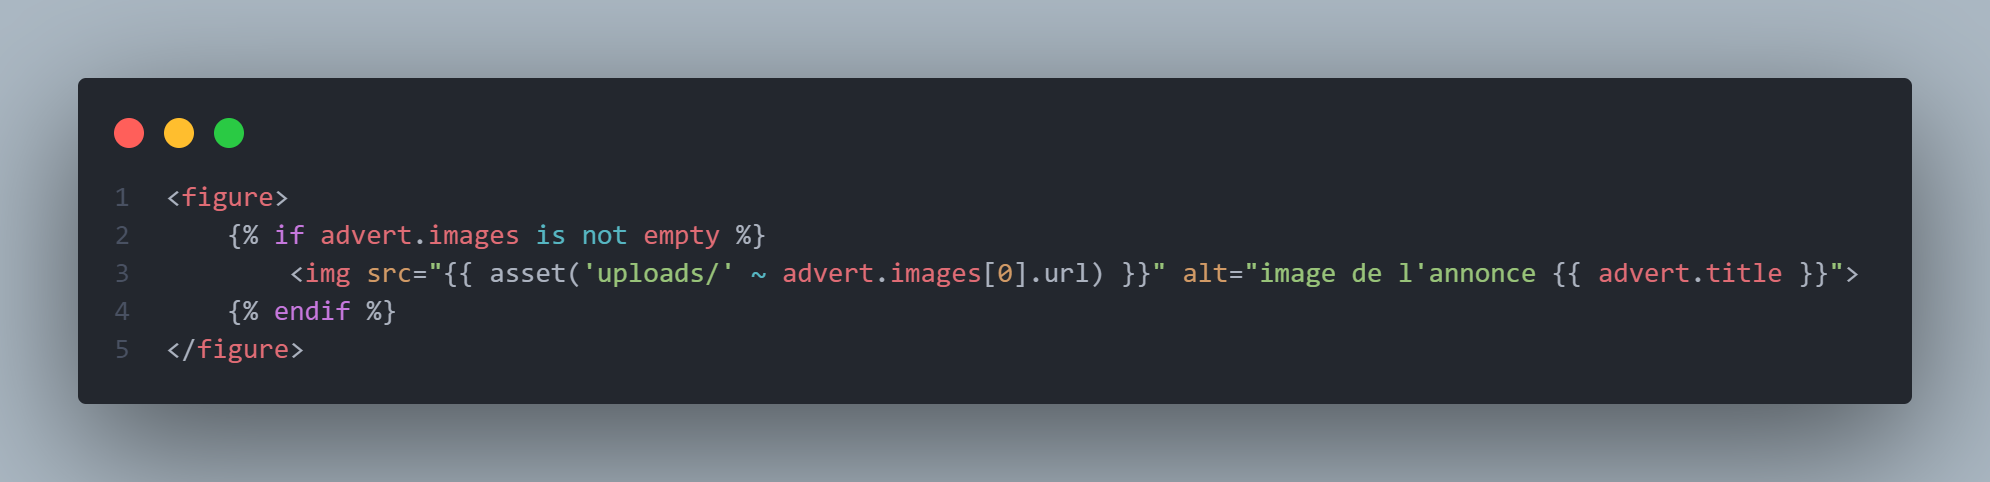 1 <figure>
2     {% if advert.images is not empty %}
3         <img src="{{ asset('uploads/' ~ advert.images[0].url) }}" alt="image de l'annonce {{ advert.title }}">
4     {% endif %}
5 </figure>